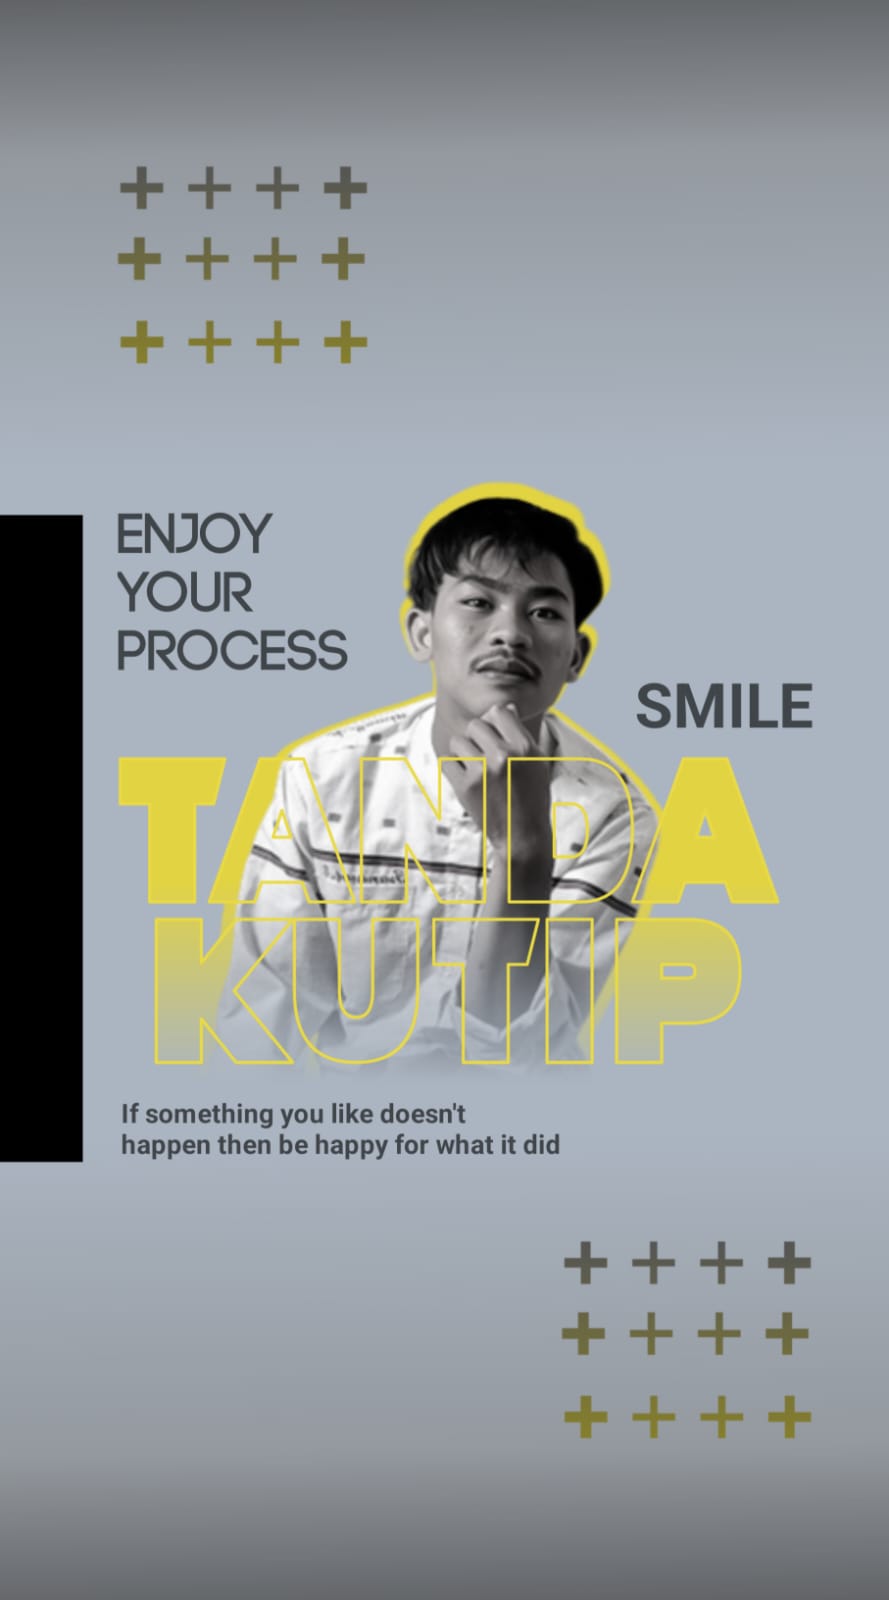 ENJOY
YOUR
PROCESS
SMILE
TANDA
KUTIP
If something you like doesn't
happen then be happy for what it did